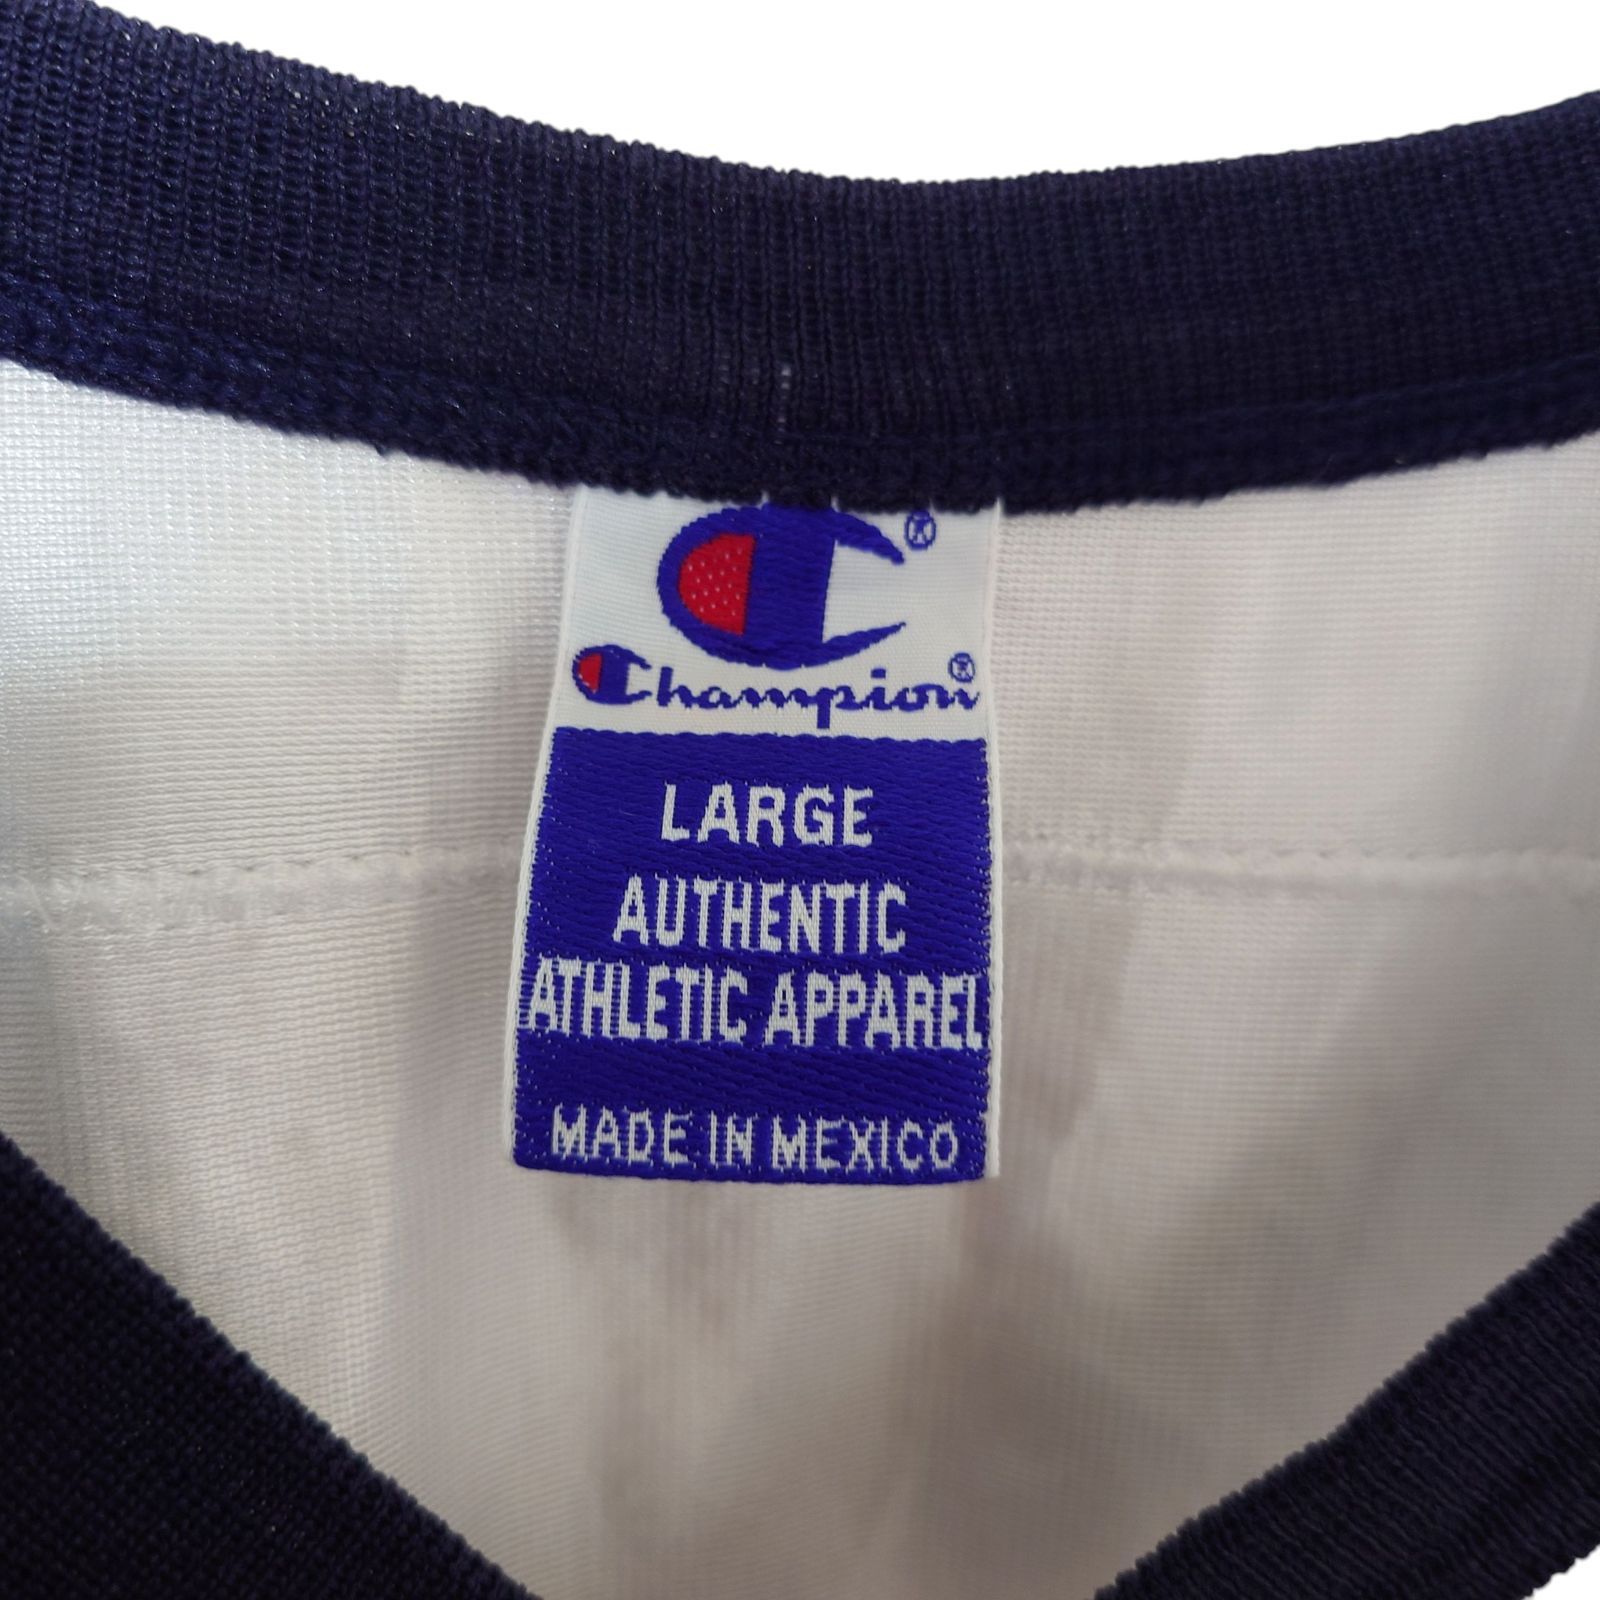 ®
Champion®
LARGE
AUTHENTIC
ATHLETIC APPAREL
MADE IN MEXICO